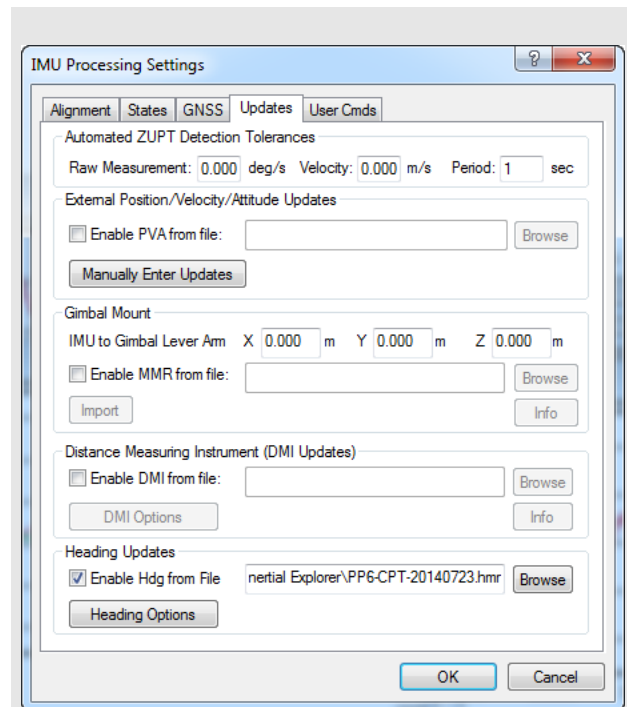 IMU Processing Settings
Alignment States GNSS Updates User Cmds
Automated ZUPT Detection Tolerances
Raw Measurement: 0.000 deg/s Velocity: 0.000 m/s Period: 1 sec
External Position/Velocity/Attitude Updates
Enable PVA from file: Browse
Manually Enter Updates
Gimbal Mount
IMU to Gimbal Lever Arm X 0.000 m Y 0.000 m Z 0.000 m
Enable MMR from file: Browse
Import Info
Distance Measuring Instrument (DMI Updates)
Enable DMI from file: Browse
DMI Options Info
Heading Updates
Enable Hdg from File nertial Explorer\PP6-CPT-20140723.hmr Browse
Heading Options
OK Cancel